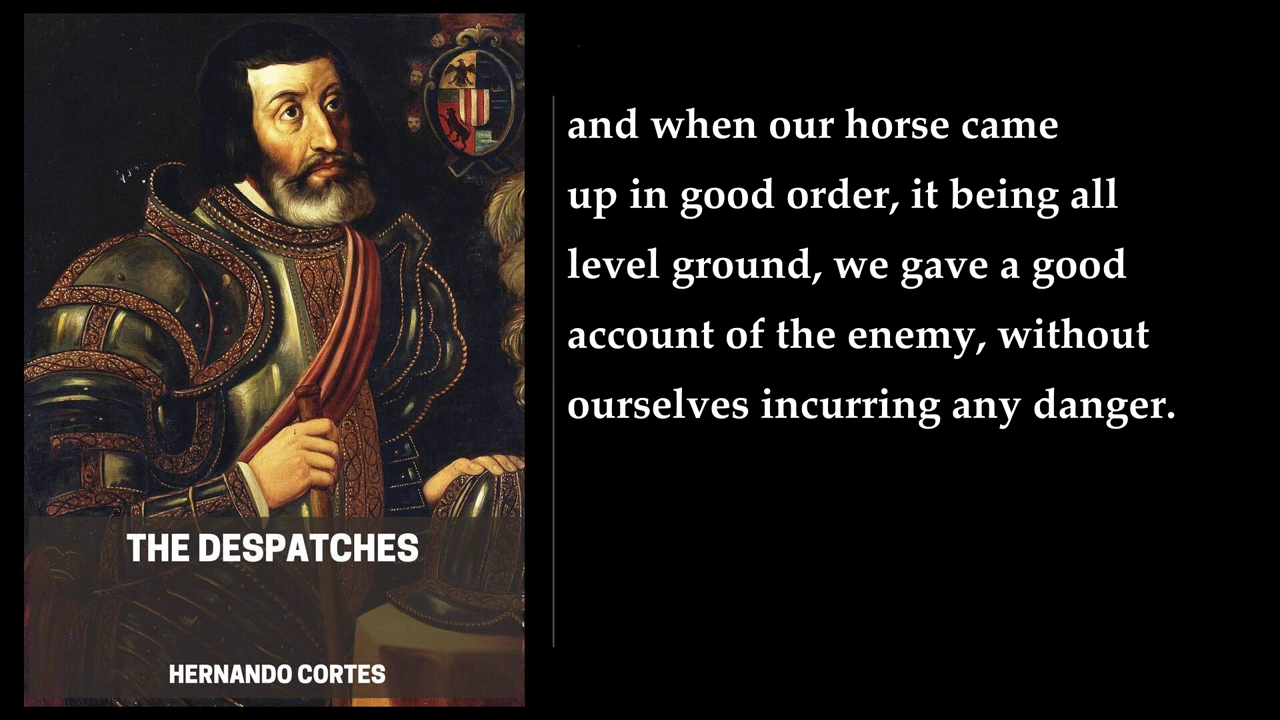 THE DESPATCHES
HERNANDO CORTES
and when our horse came
up in good order, it being all
level ground, we gave a good
account of the enemy, without
ourselves incurring any danger.